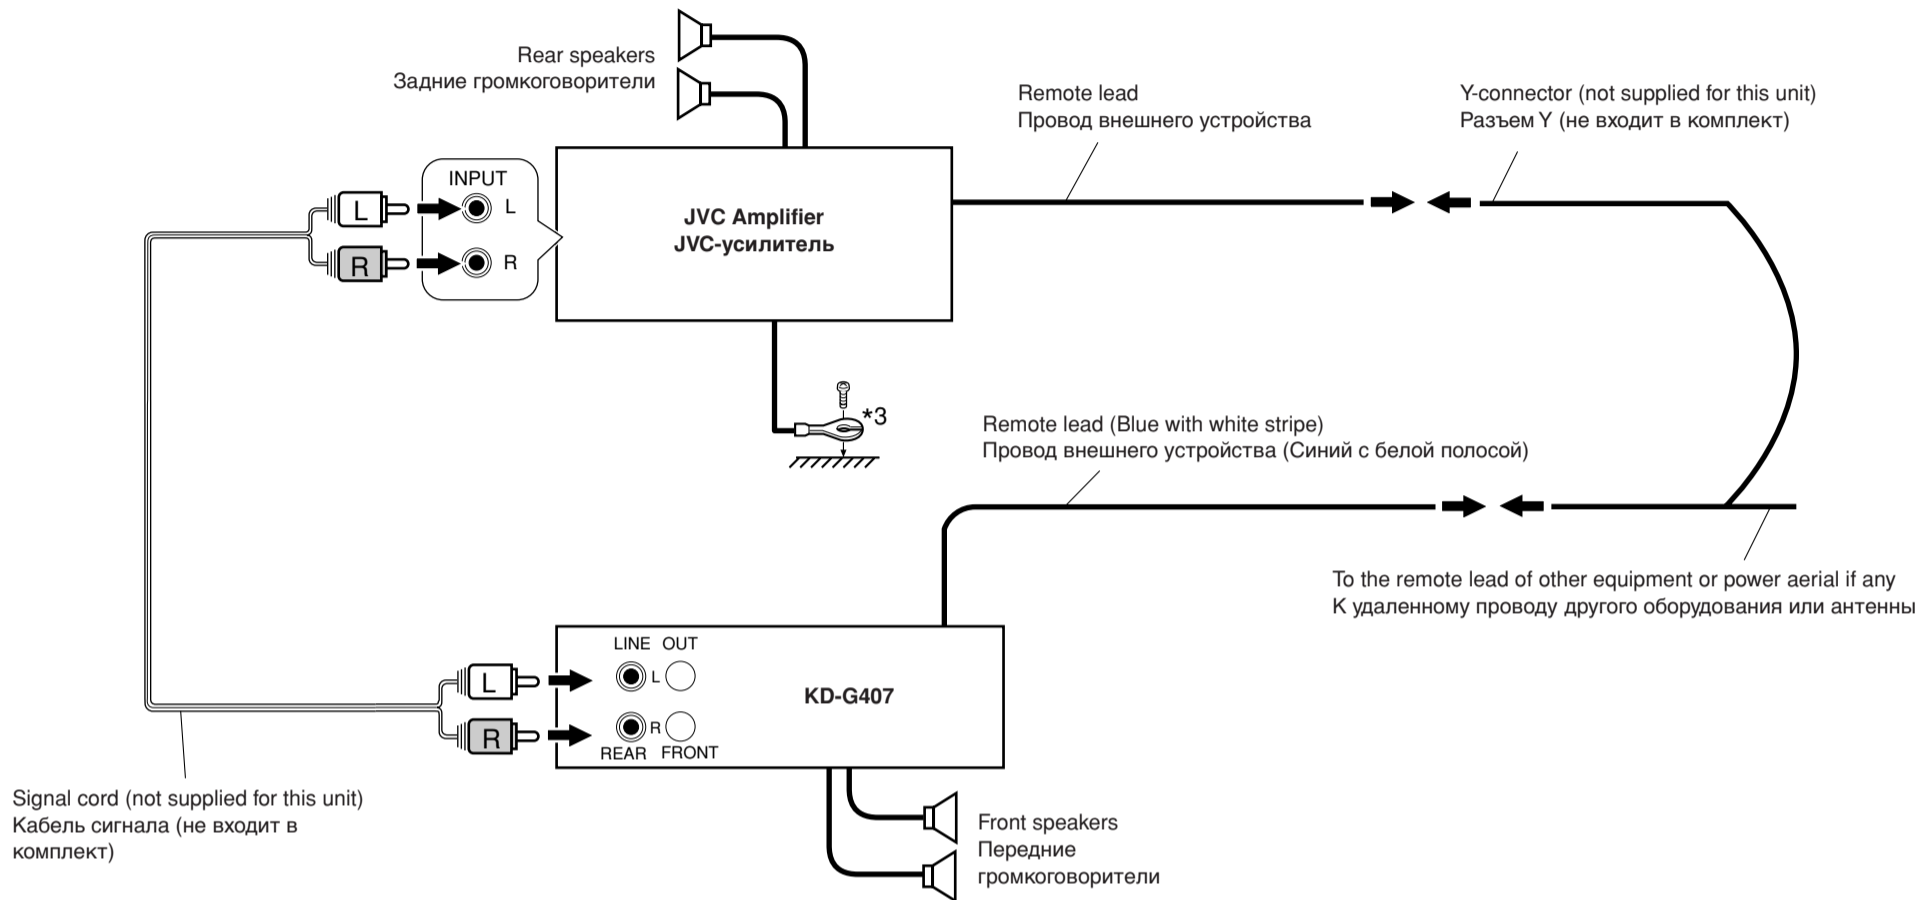 Rear speakers
Задние громкоговорители
Remote lead
Провод внешнего устройства
Y-connector (not supplied for this unit)
Разъем Y (не входит в комплект)
INPUT
L
L
R
R
JVC Amplifier
JVC-усилитель
*3
Remote lead (Blue with white stripe)
Провод внешнего устройства (Синий с белой полосой)
To the remote lead of other equipment or power aerial if any
К удаленному проводу другого оборудования или антенны
LINE OUT
L
L
R
R
REAR FRONT
KD-G407
Signal cord (not supplied for this unit)
Кабель сигнала (не входит в
комплект)
Front speakers
Передние
громкоговорители